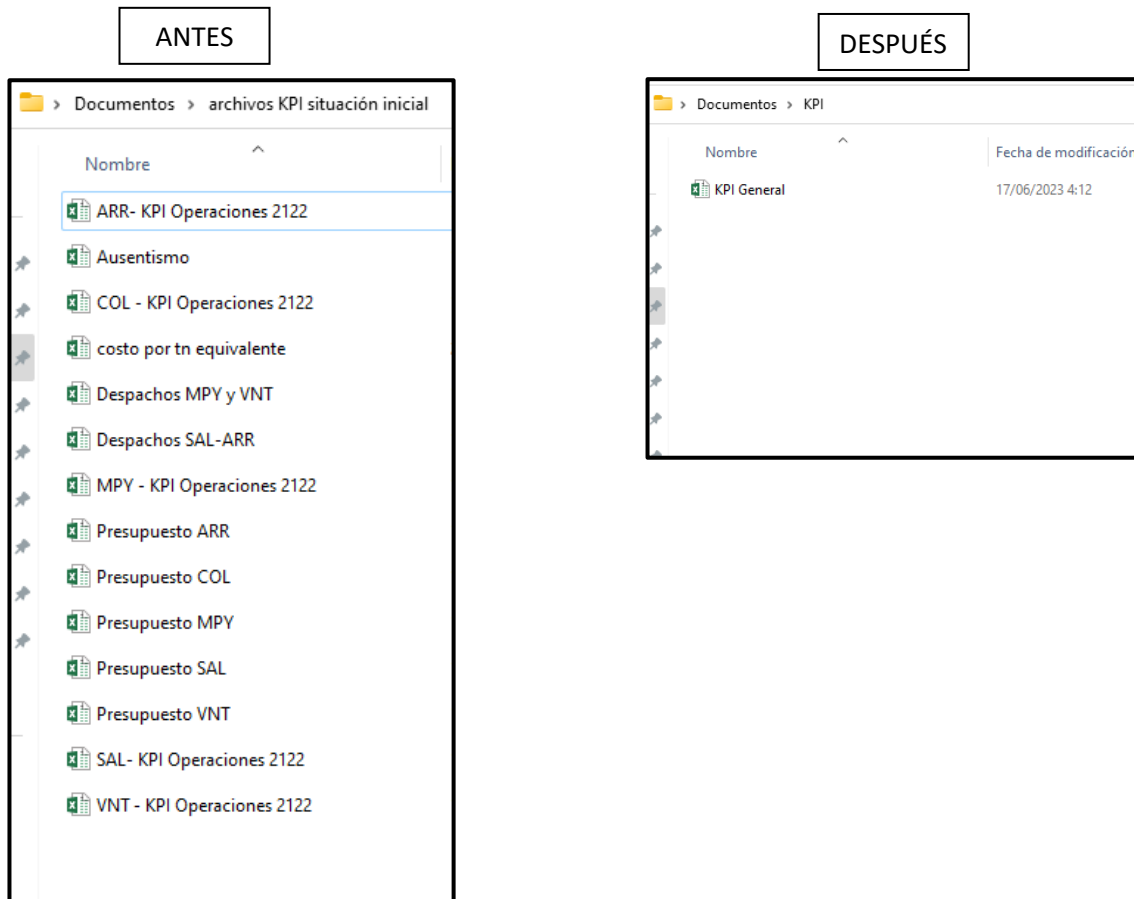 ANTES
Documentos > archivos KPI situación inicial
Nombre
ARR- KPI Operaciones 2122
Ausentismo
COL - KPI Operaciones 2122
costo por tn equivalente
Despachos MPY y VNT
Despachos SAL-ARR
MPY - KPI Operaciones 2122
Presupuesto ARR
Presupuesto COL
Presupuesto MPY
Presupuesto SAL
Presupuesto VNT
SAL- KPI Operaciones 2122
VNT - KPI Operaciones 2122
DESPUÉS
Documentos > KPI
Nombre Fecha de modificación
KPI General 17/06/2023 4:12